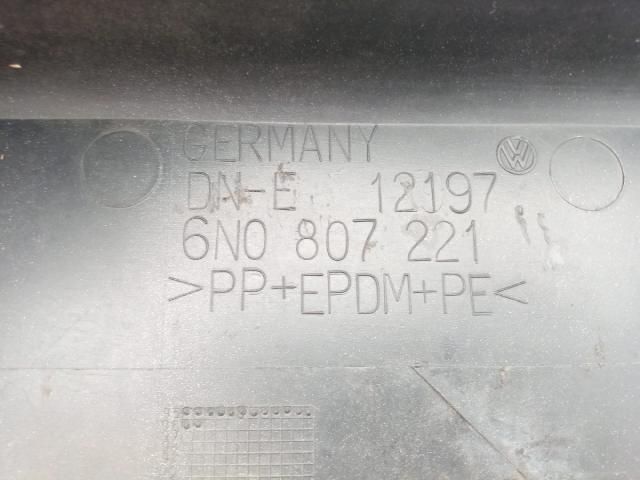 GERMANY
DN-E 12197
6N0 807 221
>PP+EPDM+PE<